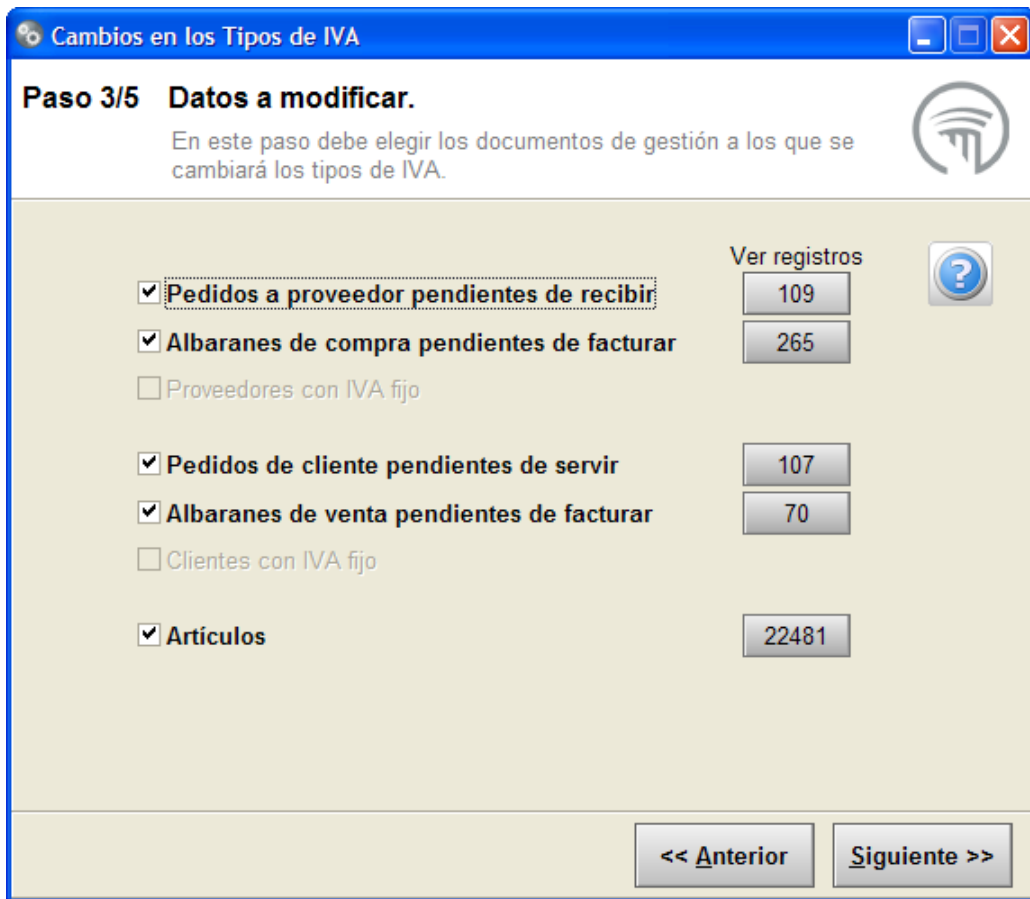 Cambios en los Tipos de IVA
Paso 3/5 Datos a modificar.
En este paso debe elegir los documentos de gestión a los que se
cambiará los tipos de IVA.
Ver registros
Pedidos a proveedor pendientes de recibir 109
Albaranes de compra pendientes de facturar 265
Proveedores con IVA fijo
Pedidos de cliente pendientes de servir 107
Albaranes de venta pendientes de facturar 70
Clientes con IVA fijo
Artículos 22481
<< Anterior Siguiente >>